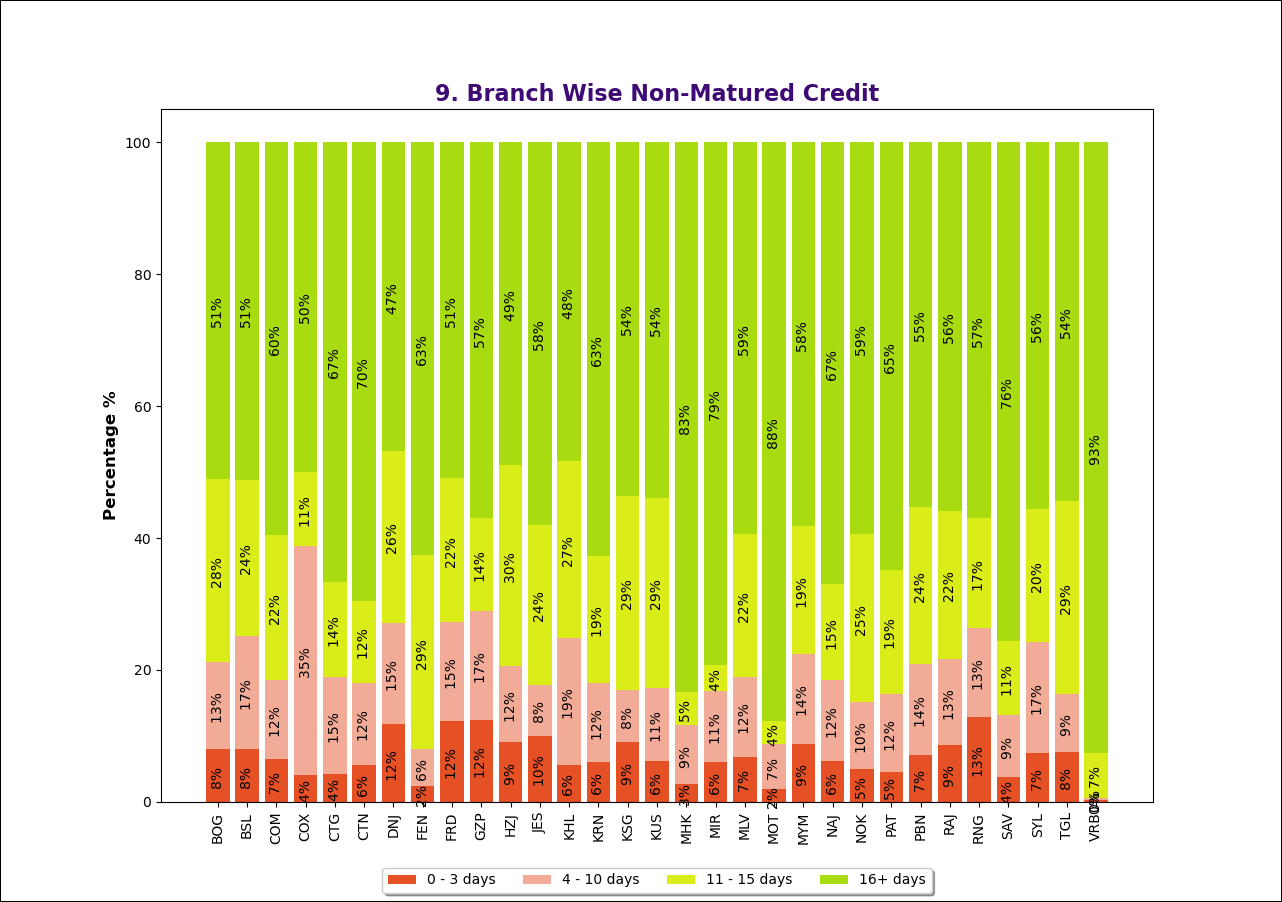 9. Branch Wise Non-Matured Credit
Percentage %
100
80
60
40
20
0
51% 51% 60% 50% 67% 70% 47% 63% 51% 57% 49% 58% 48% 63% 54% 54% 83% 79% 59% 88% 58% 67% 59% 65% 55% 56% 57% 76% 56% 54% 93%
28% 24% 22% 11% 14% 12% 26% 29% 22% 14% 30% 24% 27% 19% 29% 29% 5% 4% 22% 4% 19% 15% 25% 19% 24% 22% 17% 11% 20% 29% 7%
13% 17% 12% 35% 15% 12% 15% 6% 15% 17% 12% 8% 19% 12% 8% 11% 9% 11% 12% 7% 14% 12% 10% 12% 14% 13% 13% 9% 17% 9%
8% 8% 7% 4% 4% 6% 12% 2% 12% 12% 9% 10% 6% 6% 9% 6% 3% 6% 7% 2% 9% 6% 5% 5% 7% 9% 13% 4% 7% 8%
BOG BSL COM COX CTG CTN DNJ FEN FRD GZP HZJ JES KHL KRN KSG KUS MHK MIR MLV MOT MYM NAJ NOK PAT PBN RAJ RNG SAV SYL TGL
0 - 3 days 4 - 10 days 11 - 15 days 16+ days